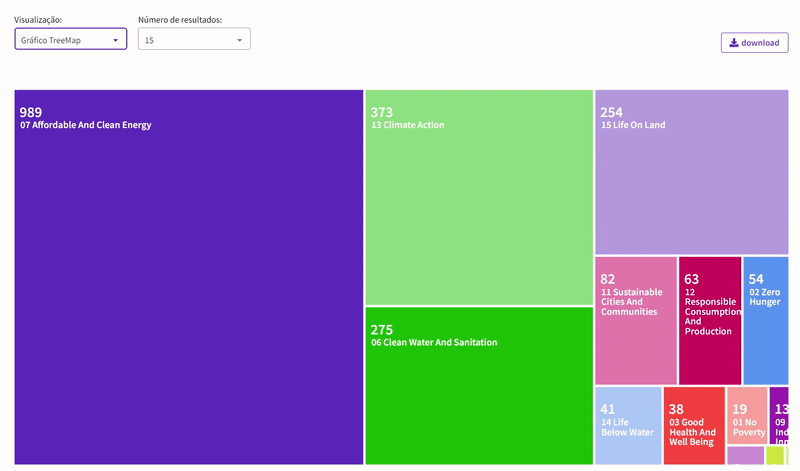 Visualização:
Número de resultados:
Gráfico TreeMap
15
download
989
07 Affordable And Clean Energy
373
13 Climate Action
254
15 Life On Land
275
06 Clean Water And Sanitation
82
11 Sustainable
Cities And
Communities
63
12
Responsible
Consumption
And
Production
54
02 Zero
Hunger
41
14 Life
Below Water
38
03 Good
Health And
Well Being
19
01 No
Poverty
13
09